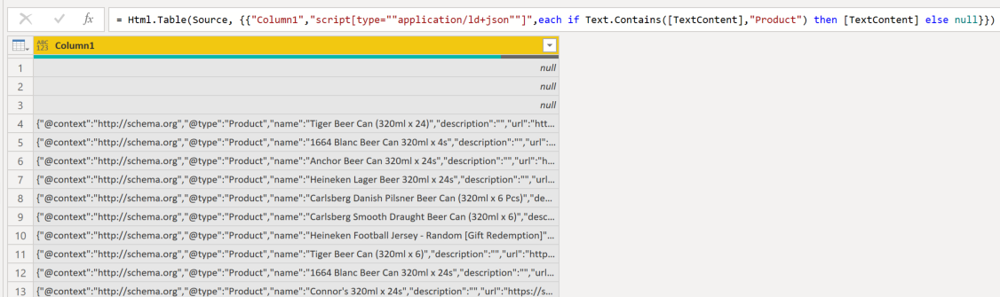 fx = Html.Table(Source, {{"Column1","script[type=""application/ld+json""]",each if Text.Contains([TextContent],"Product") then [TextContent] else null}})
ABC 123 Column1
1 null
2 null
3 null
4 {"@context":"http://schema.org","@type":"Product","name":"Tiger Beer Can (320ml x 24)","description":"","url":"htt...
5 {"@context":"http://schema.org","@type":"Product","name":"1664 Blanc Beer Can 320ml x 4s","description":"","url":...
6 {"@context":"http://schema.org","@type":"Product","name":"Anchor Beer Can 320ml x 24s","description":"","url":"h...
7 {"@context":"http://schema.org","@type":"Product","name":"Heineken Lager Beer 320ml x 24s","description":"","url...
8 {"@context":"http://schema.org","@type":"Product","name":"Carlsberg Danish Pilsner Beer Can (320ml x 6 Pcs)","de...
9 {"@context":"http://schema.org","@type":"Product","name":"Carlsberg Smooth Draught Beer Can (320ml x 6)","desc...
10 {"@context":"http://schema.org","@type":"Product","name":"Heineken Football Jersey - Random [Gift Redemption]"...
11 {"@context":"http://schema.org","@type":"Product","name":"Tiger Beer Can (320ml x 6)","description":"","url":"http...
12 {"@context":"http://schema.org","@type":"Product","name":"1664 Blanc Beer Can 320ml x 24s","description":"","url...
13 {"@context":"http://schema.org","@type":"Product","name":"Connor's 320ml x 24s","description":"","url":"https://s...